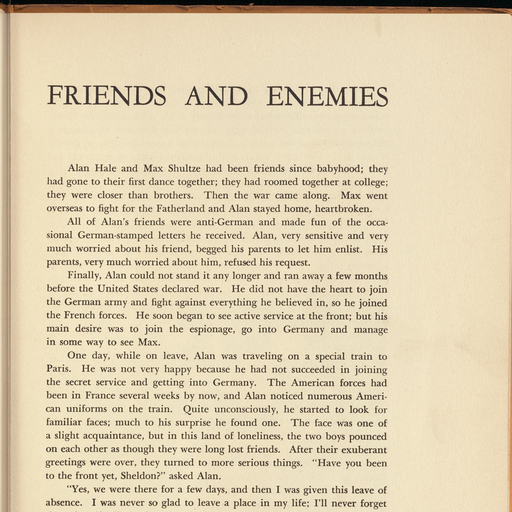 FRIENDS AND ENEMIES
Alan Hale and Max Shultze had been friends since babyhood; they
had gone to their first dance together; they had roomed together at college;
they were closer than brothers. Then the war came along. Max went
overseas to fight for the Fatherland and Alan stayed home, heartbroken.
All of Alan's friends were anti-German and made fun of the occa-
sional German-stamped letters he received. Alan, very sensitive and very
much worried about his friend, begged his parents to let him enlist. His
parents, very much worried about him, refused his request.
Finally, Alan could not stand it any longer and ran away a few months
before the United States declared war. He did not have the heart to join
the German army and fight against everything he believed in, so he joined
the French forces. He soon began to see active service at the front; but his
main desire was to join the espionage, go into Germany and manage
in some way to see Max.
One day, while on leave, Alan was traveling on a special train to
Paris. He was not very happy because he had not succeeded in joining
the secret service and getting into Germany. The American forces had
been in France several weeks by now, and Alan noticed numerous Ameri-
can uniforms on the train. Quite unconsciously, he started to look for
familiar faces; much to his surprise he found one. The face was one of
a slight acquaintance, but in this land of loneliness, the two boys pounced
on each other as though they were long lost friends. After their exuberant
greetings were over, they turned to more serious things. "Have you been
to the front yet, Sheldon?" asked Alan.
"Yes, we were there for a few days, and then I was given this leave of
absence. I was never so glad to leave a place in my life; I'll never forget